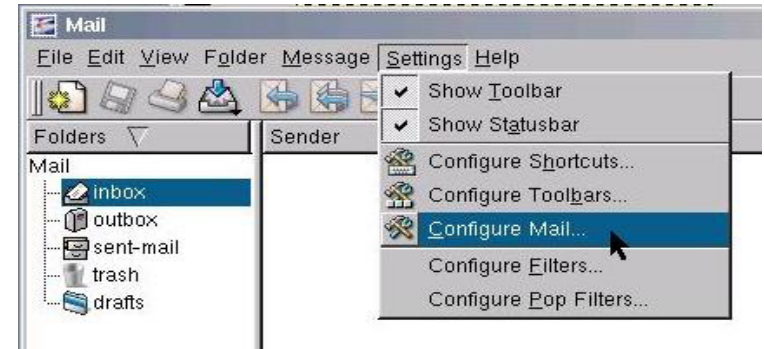 Mail
File Edit View Folder Message Settings Help
Show Toolbar
Show Statusbar
Configure Shortcuts...
Configure Toolbars...
Configure Mail...
Configure Filters...
Configure Pop Filters...
Folders Sender
Mail
inbox
outbox
sent-mail
trash
drafts